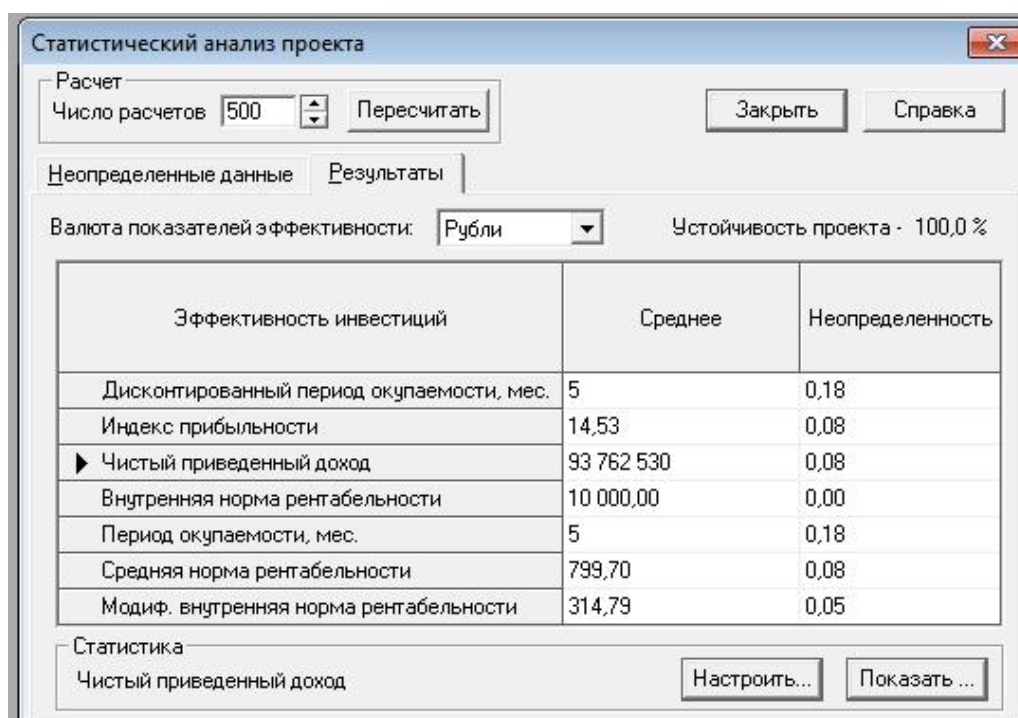 Статистический анализ проекта
Расчет
Число расчетов 500 Пересчитать Закрыть Справка
Неопределенные данные Результаты
Валюта показателей эффективности: Рубли Устойчивость проекта - 100,0 %
Эффективность инвестиций Среднее Неопределенность
Дисконтированный период окупаемости, мес. 5 0,18
Индекс прибыльности 14,53 0,08
Чистый приведенный доход 93 762 530 0,08
Внутренняя норма рентабельности 10 000,00 0,00
Период окупаемости, мес. 5 0,18
Средняя норма рентабельности 799,70 0,08
Модиф. внутренняя норма рентабельности 314,79 0,05
Статистика
Чистый приведенный доход Настроить... Показать ...